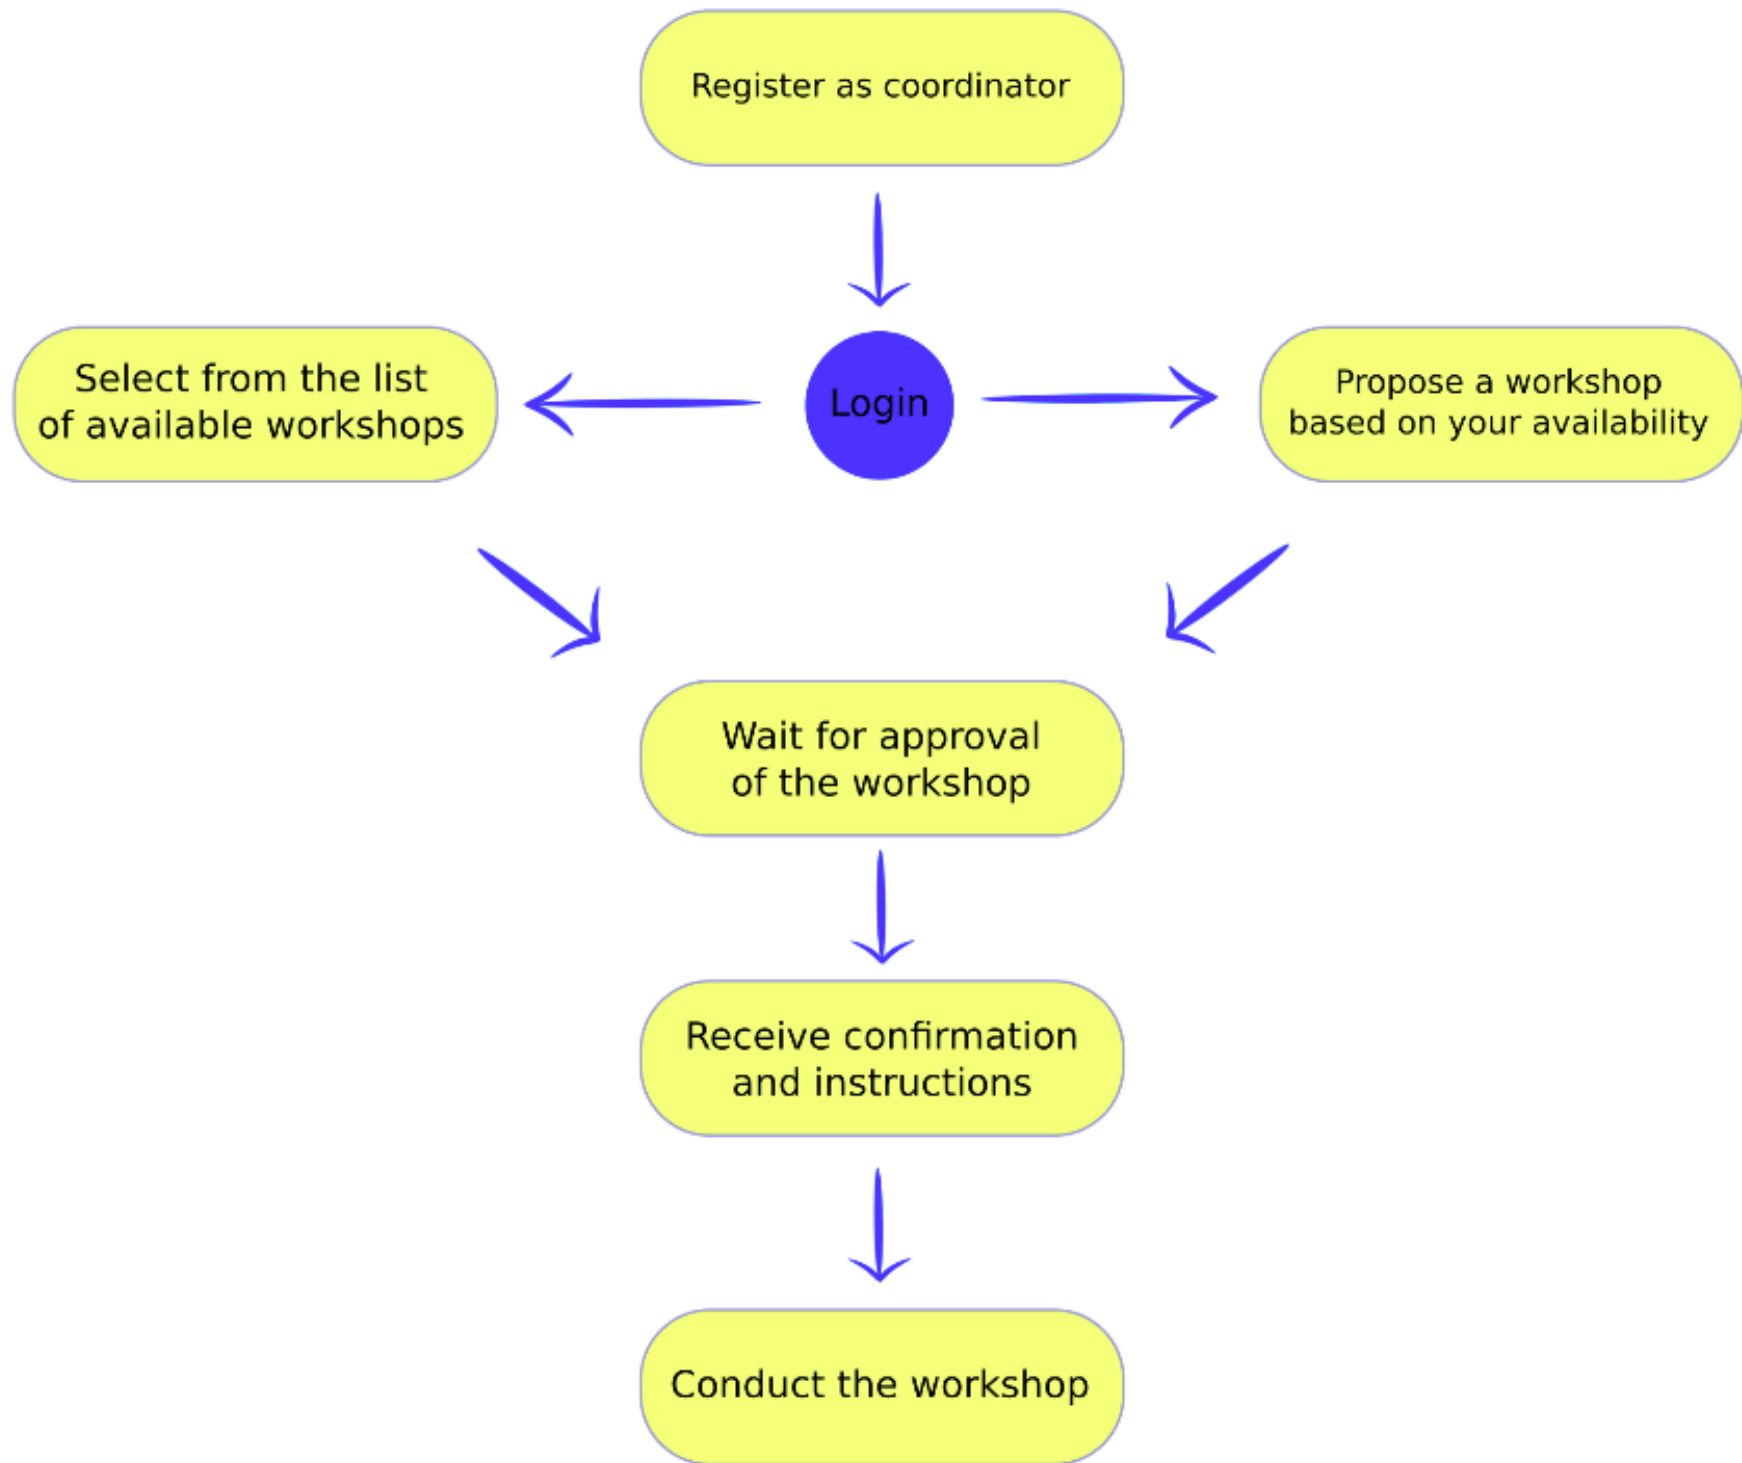 Register as coordinator
Select from the list
of available workshops
Login
Propose a workshop
based on your availability
Wait for approval
of the workshop
Receive confirmation
and instructions
Conduct the workshop